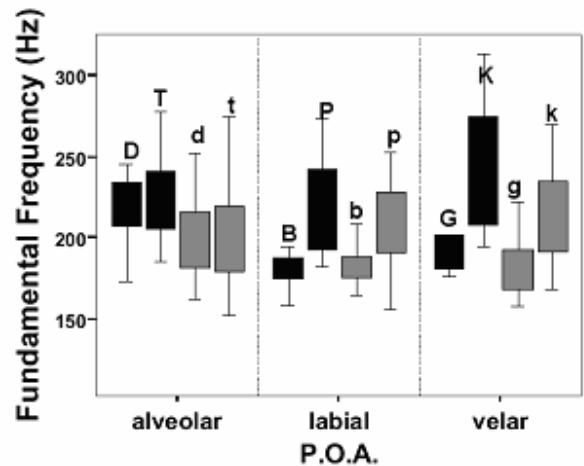 Fundamental Frequency (Hz)
300
250
200
150
D T d t
B P b p
G K g k
alveolar labial velar
P.O.A.